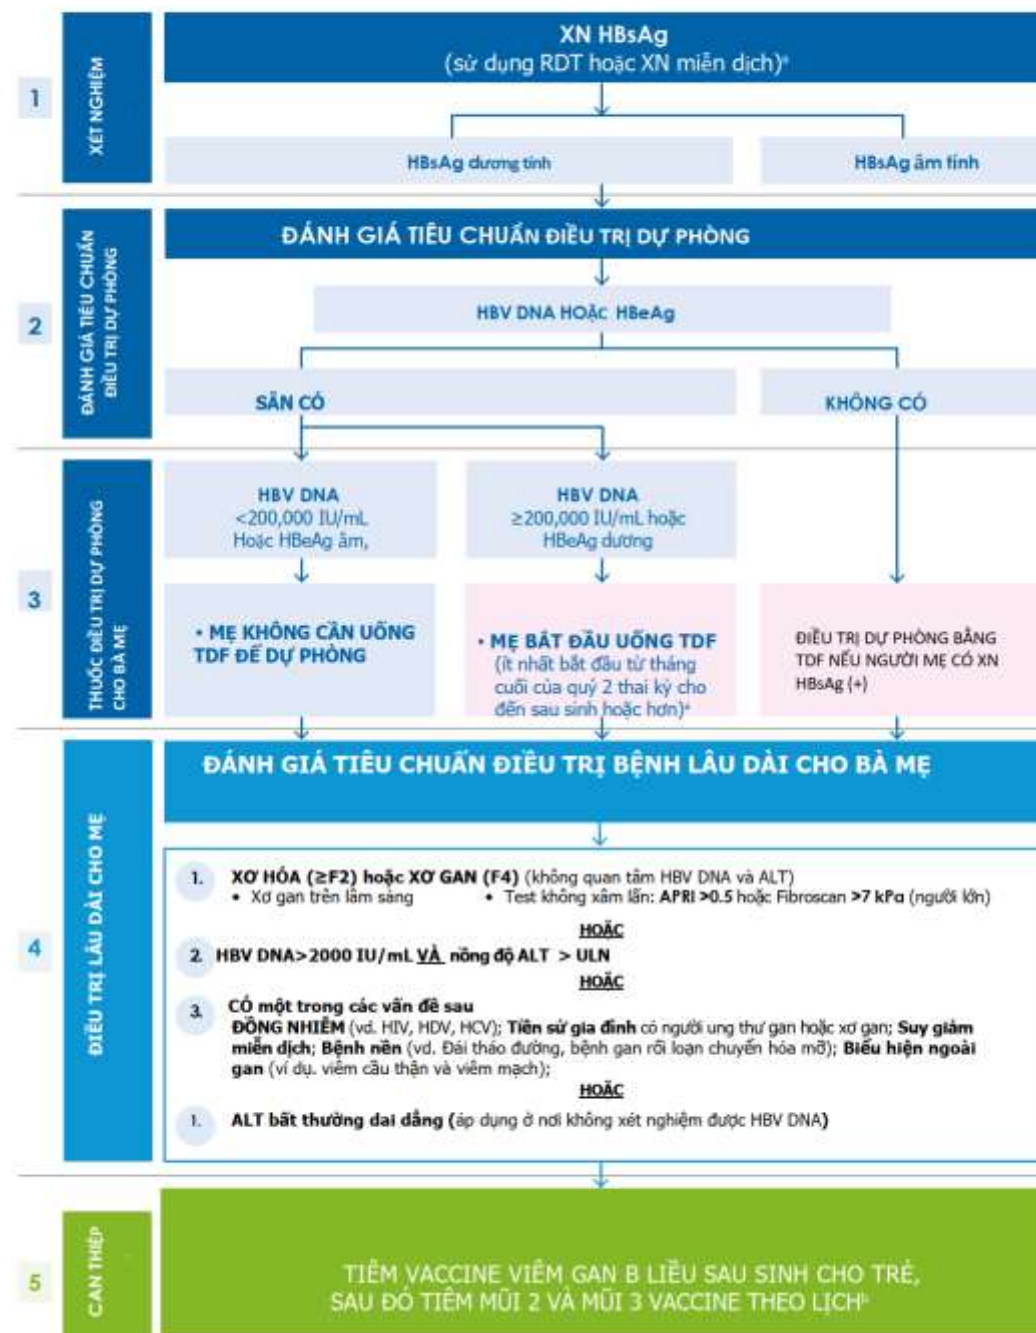 XN HBsAg
(sử dụng RDT hoặc XN miễn dịch)ᵃ
1
XÉT NGHIỆM
HBsAg dương tính
HBsAg âm tính
ĐÁNH GIÁ TIÊU CHUẨN ĐIỀU TRỊ DỰ PHÒNG
2
ĐÁNH GIÁ TIÊU CHUẨN
ĐIỀU TRỊ DỰ PHÒNG
HBV DNA HOẶC HBeAg
SẴN CÓ
KHÔNG CÓ
3
THUỐC ĐIỀU TRỊ DỰ PHÒNG
CHO BÀ MẸ
HBV DNA
<200,000 IU/mL
Hoặc HBeAg âm,
HBV DNA
≥200,000 IU/mL hoặc
HBeAg dương
• MẸ KHÔNG CẦN UỐNG
TDF ĐỂ DỰ PHÒNG
• MẸ BẮT ĐẦU UỐNG TDF
(ít nhất bắt đầu từ tháng
cuối của quý 2 thai kỳ cho
đến sau sinh hoặc hơn)ᵃ
ĐIỀU TRỊ DỰ PHÒNG BẰNG
TDF NẾU NGƯỜI MẸ CÓ XN
HBsAg (+)
4
ĐIỀU TRỊ LÂU DÀI CHO MẸ
ĐÁNH GIÁ TIÊU CHUẨN ĐIỀU TRỊ BỆNH LÂU DÀI CHO BÀ MẸ
1. XƠ HÓA (≥F2) hoặc XƠ GAN (F4) (không quan tâm HBV DNA và ALT)
• Xơ gan trên lâm sàng • Test không xâm lấn: APRI >0.5 hoặc Fibroscan >7 kPa (người lớn)
HOẶC
2. HBV DNA>2000 IU/mL VÀ nồng độ ALT > ULN
HOẶC
3. CÓ một trong các vấn đề sau
ĐỒNG NHIỄM (vd. HIV, HDV, HCV); Tiền sử gia đình có người ung thư gan hoặc xơ gan; Suy giảm
miễn dịch; Bệnh nền (vd. Đái tháo đường, bệnh gan rối loạn chuyển hóa mỡ); Biểu hiện ngoài
gan (ví dụ. viêm cầu thận và viêm mạch);
HOẶC
1. ALT bất thường dai dẳng (áp dụng ở nơi không xét nghiệm được HBV DNA)
5
CAN THIỆP
TIÊM VACCINE VIÊM GAN B LIỀU SAU SINH CHO TRẺ,
SAU ĐÓ TIÊM MŨI 2 VÀ MŨI 3 VACCINE THEO LỊCHᵇ